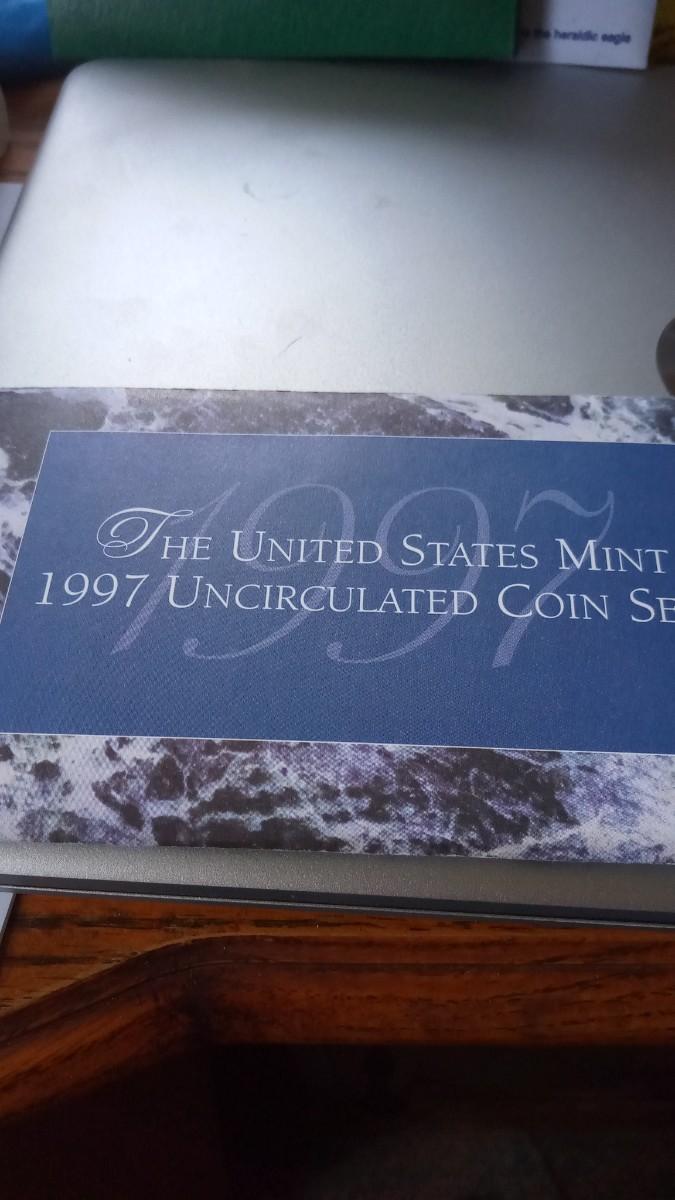 the heraldic eagle
1997
The United States Mint
1997 Uncirculated Coin Se